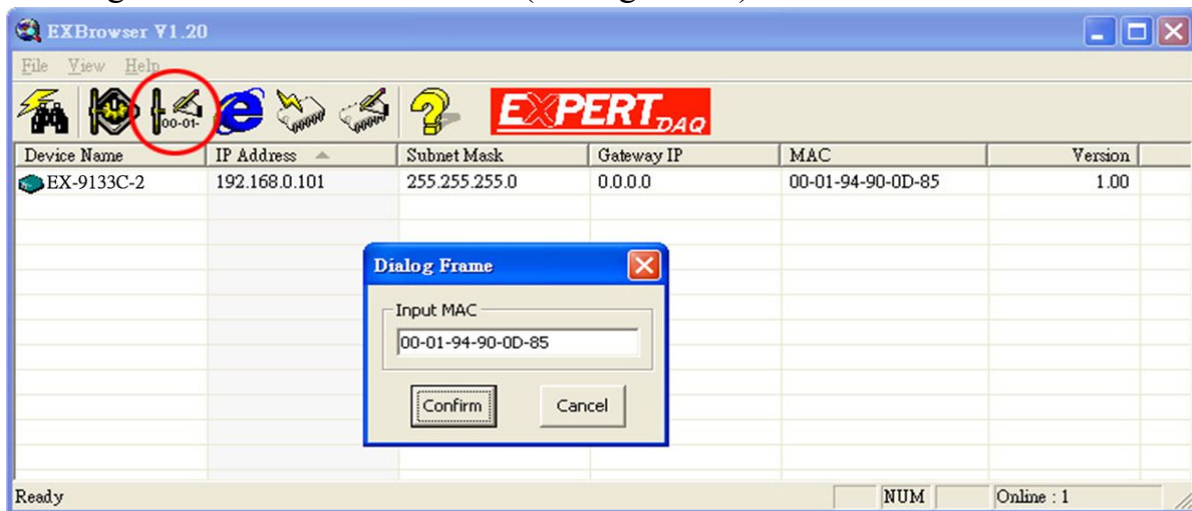 EXBrowser V1.20
File View Help
00-01-
EXPERT DAQ
Device Name IP Address Subnet Mask Gateway IP MAC Version
EX-9133C-2 192.168.0.101 255.255.255.0 0.0.0.0 00-01-94-90-0D-85 1.00
Dialog Frame
Input MAC
00-01-94-90-0D-85
Confirm Cancel
Ready NUM Online : 1